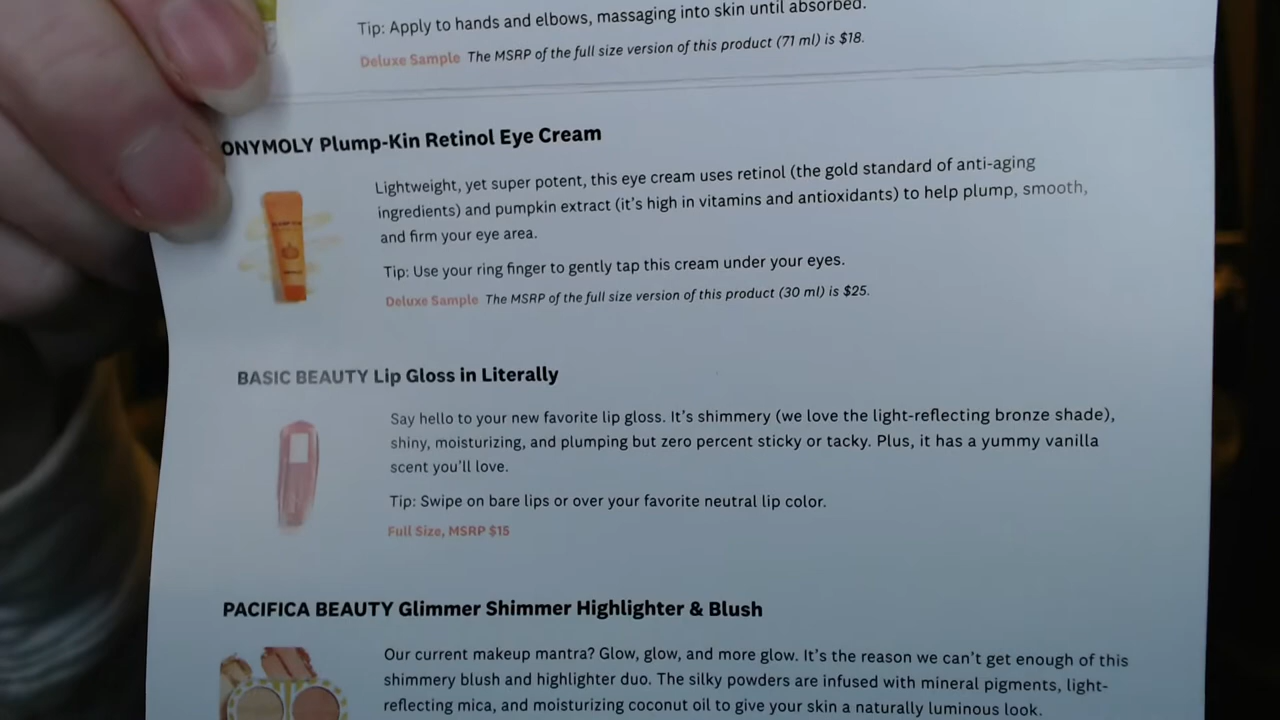 Tip: Apply to hands and elbows, massaging into skin until absorbed.
Deluxe Sample The MSRP of the full size version of this product (71 ml) is $18.
ONYMOLY Plump-Kin Retinol Eye Cream
Lightweight, yet super potent, this eye cream uses retinol (the gold standard of anti-aging
ingredients) and pumpkin extract (it's high in vitamins and antioxidants) to help plump, smooth,
and firm your eye area.
Tip: Use your ring finger to gently tap this cream under your eyes.
Deluxe Sample The MSRP of the full size version of this product (30 ml) is $25.
BASIC BEAUTY Lip Gloss in Literally
Say hello to your new favorite lip gloss. It's shimmery (we love the light-reflecting bronze shade),
shiny, moisturizing, and plumping but zero percent sticky or tacky. Plus, it has a yummy vanilla
scent you'll love.
Tip: Swipe on bare lips or over your favorite neutral lip color.
Full Size, MSRP $15
PACIFICA BEAUTY Glimmer Shimmer Highlighter & Blush
Our current makeup mantra? Glow, glow, and more glow. It's the reason we can't get enough of this
shimmery blush and highlighter duo. The silky powders are infused with mineral pigments, light-
reflecting mica, and moisturizing coconut oil to give your skin a naturally luminous look.